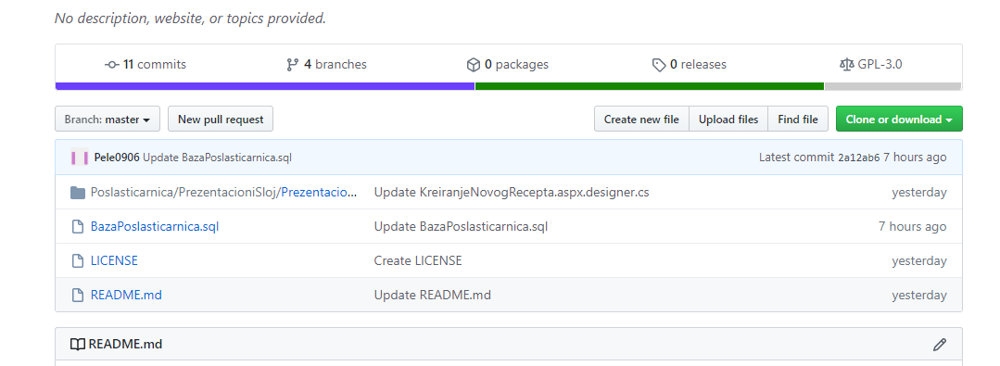 No description, website, or topics provided.
11 commits 4 branches 0 packages 0 releases GPL-3.0
Branch: master New pull request Create new file Upload files Find file Clone or download
Pele0906 Update BazaPoslasticarnica.sql Latest commit 2a12ab6 7 hours ago
Poslasticarnica/PrezentacioniSloj/Prezentacio... Update KreiranjeNovogRecepta.aspx.designer.cs yesterday
BazaPoslasticarnica.sql Update BazaPoslasticarnica.sql 7 hours ago
LICENSE Create LICENSE yesterday
README.md Update README.md yesterday
README.md